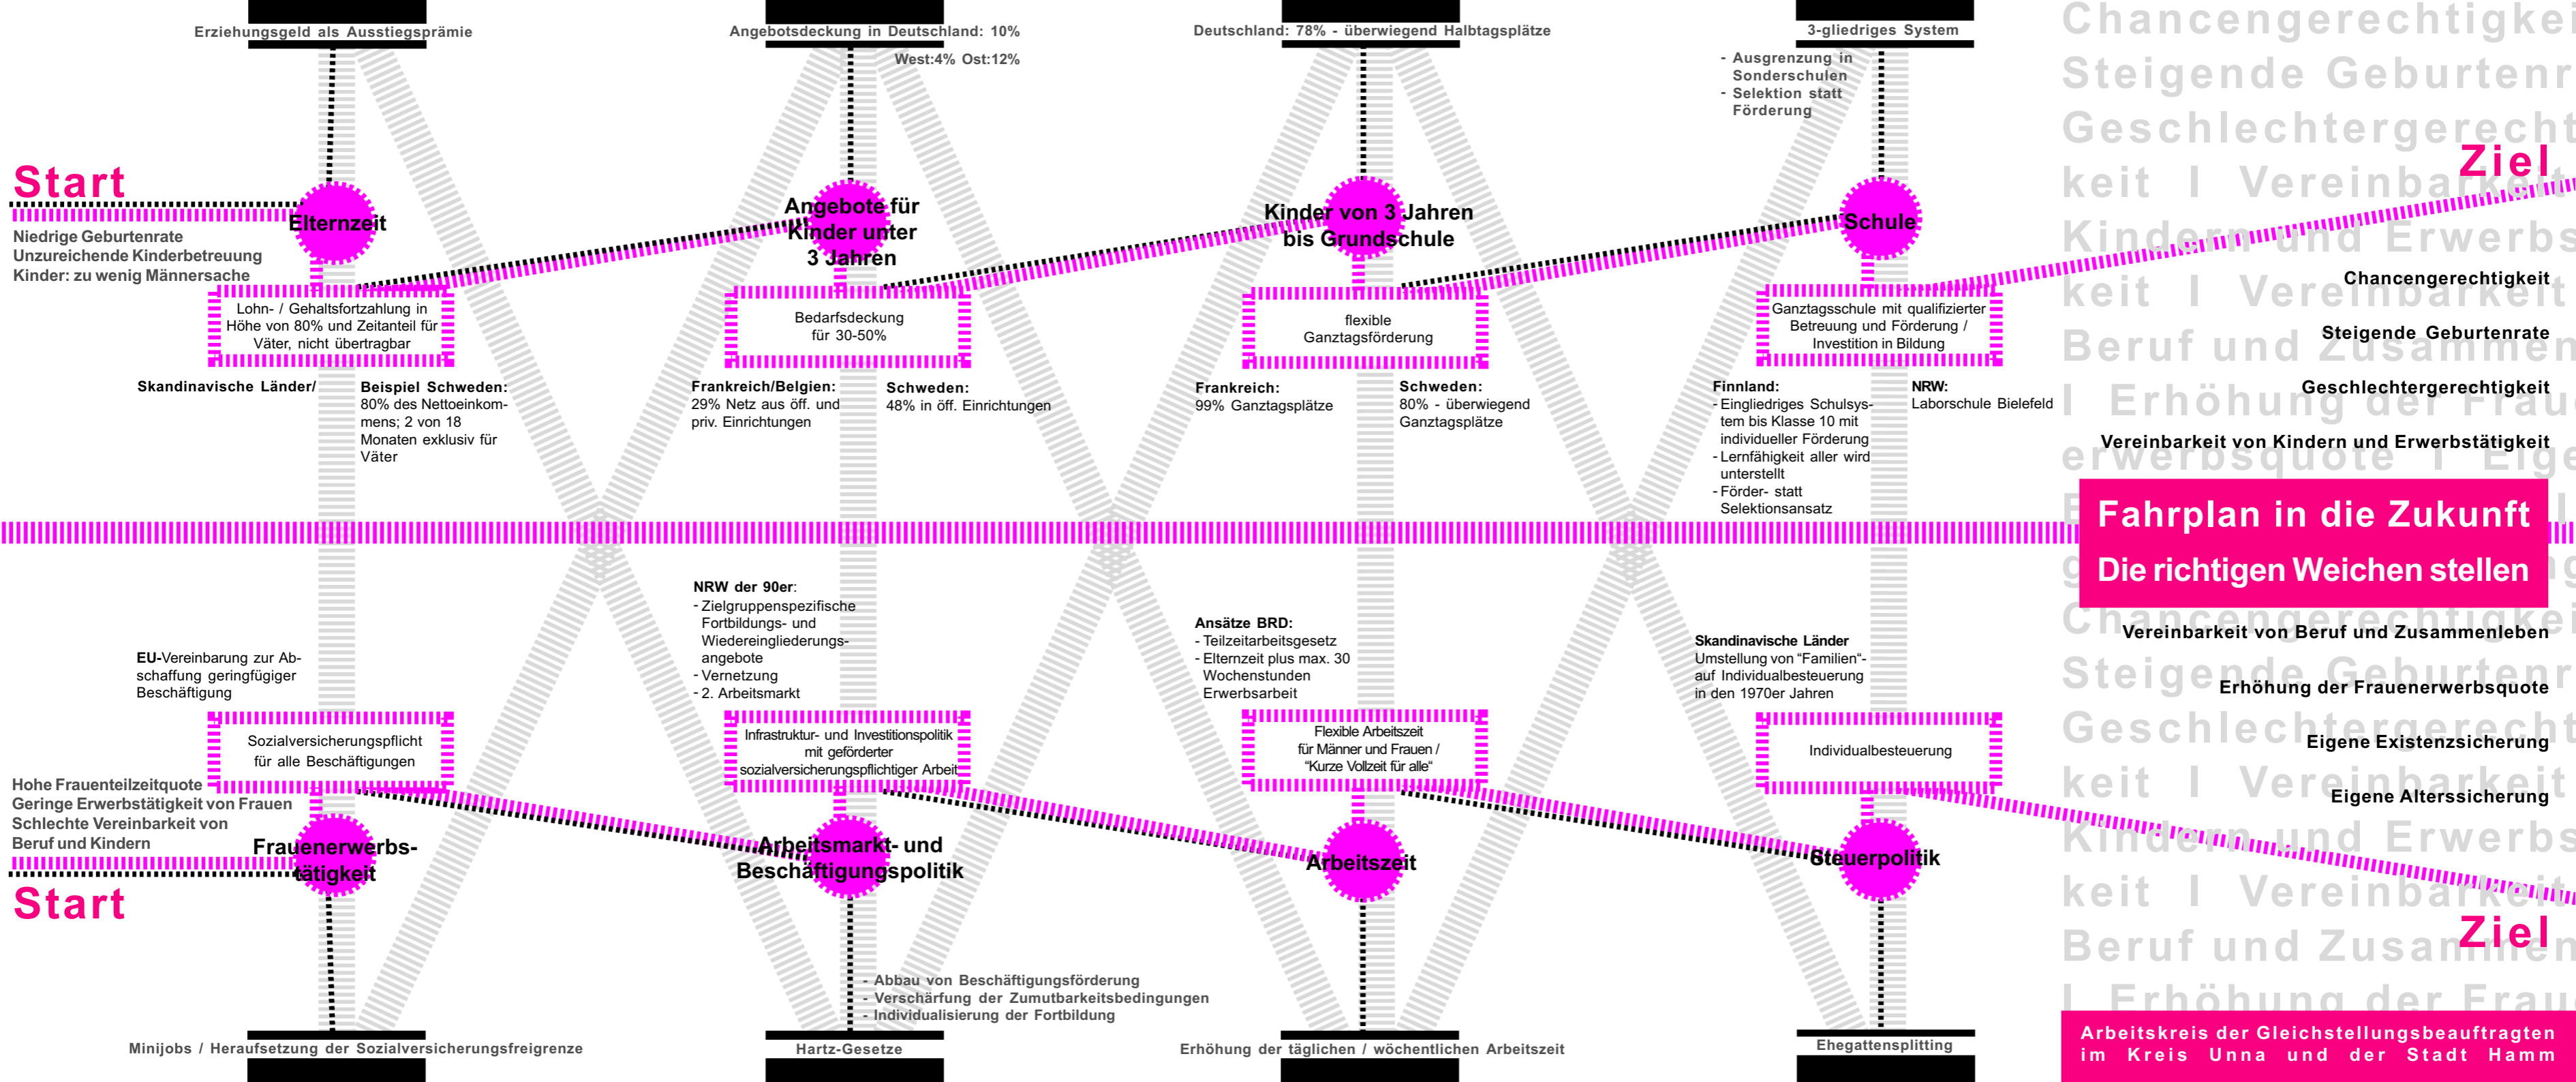 Erziehungsgeld als Ausstiegsprämie
Angebotsdeckung in Deutschland: 10%
West:4% Ost:12%
Deutschland: 78% - überwiegend Halbtagsplätze
3-gliedriges System
- Ausgrenzung in
Sonderschulen
- Selektion statt
Förderung
Start
Niedrige Geburtenrate
Unzureichende Kinderbetreuung
Kinder: zu wenig Männersache
Elternzeit
Angebote für
Kinder unter
3 Jahren
Kinder von 3 Jahren
bis Grundschule
Schule
Ziel
Lohn- / Gehaltsfortzahlung in
Höhe von 80% und Zeitanteil für
Väter, nicht übertragbar
Bedarfsdeckung
für 30-50%
flexible
Ganztagsförderung
Ganztagsschule mit qualifizierter
Betreuung und Förderung /
Investition in Bildung
Skandinavische Länder/
Beispiel Schweden:
80% des Nettoeinkom-
mens; 2 von 18
Monaten exklusiv für
Väter
Frankreich/Belgien:
29% Netz aus öff. und
priv. Einrichtungen
Schweden:
48% in öff. Einrichtungen
Frankreich:
99% Ganztagsplätze
Schweden:
80% - überwiegend
Ganztagsplätze
Finnland:
- Eingliedriges Schulsys-
tem bis Klasse 10 mit
individueller Förderung
- Lernfähigkeit aller wird
unterstellt
- Förder- statt
Selektionsansatz
NRW:
Laborschule Bielefeld
Chancengerechtigkeit
Steigende Geburtenrate
Geschlechtergerechtigkeit
Vereinbarkeit von Kindern und Erwerbstätigkeit
Fahrplan in die Zukunft
Die richtigen Weichen stellen
Vereinbarkeit von Beruf und Zusammenleben
Erhöhung der Frauenerwerbsquote
Eigene Existenzsicherung
Eigene Alterssicherung
EU-Vereinbarung zur Ab-
schaffung geringfügiger
Beschäftigung
NRW der 90er:
- Zielgruppenspezifische
Fortbildungs- und
Wiedereingliederungs-
angebote
- Vernetzung
- 2. Arbeitsmarkt
Ansätze BRD:
- Teilzeitarbeitsgesetz
- Elternzeit plus max. 30
Wochenstunden
Erwerbsarbeit
Skandinavische Länder
Umstellung von “Familien“-
auf Individualbesteuerung
in den 1970er Jahren
Sozialversicherungspflicht
für alle Beschäftigungen
Infrastruktur- und Investitionspolitik
mit geförderter
sozialversicherungspflichtiger Arbeit
Flexible Arbeitszeit
für Männer und Frauen /
“Kurze Vollzeit für alle“
Individualbesteuerung
Hohe Frauenteilzeitquote
Geringe Erwerbstätigkeit von Frauen
Schlechte Vereinbarkeit von
Beruf und Kindern
Start
Frauenerwerbs-
tätigkeit
Arbeitsmarkt- und
Beschäftigungspolitik
Arbeitszeit
Steuerpolitik
Ziel
- Abbau von Beschäftigungsförderung
- Verschärfung der Zumutbarkeitsbedingungen
- Individualisierung der Fortbildung
Minijobs / Heraufsetzung der Sozialversicherungsfreigrenze
Hartz-Gesetze
Erhöhung der täglichen / wöchentlichen Arbeitszeit
Ehegattensplitting
Arbeitskreis der Gleichstellungsbeauftragten
im Kreis Unna und der Stadt Hamm